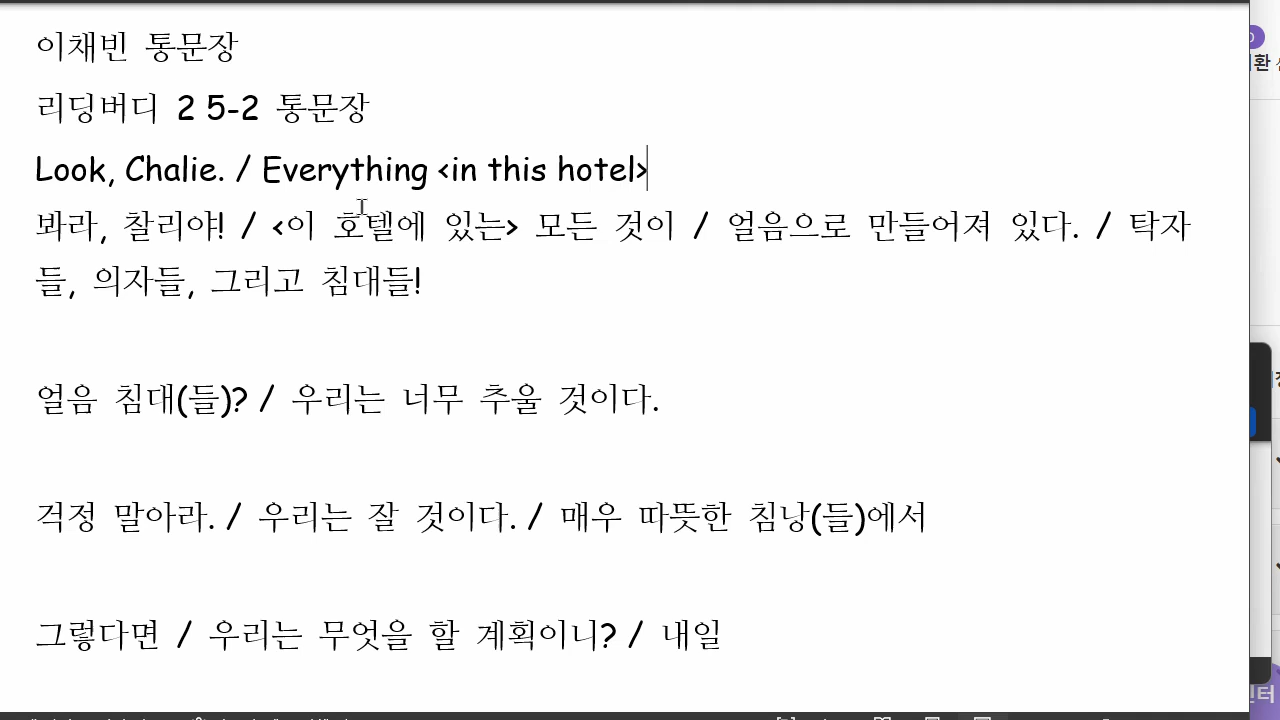 이채빈 통문장
리딩버디 2 5-2 통문장
Look, Chalie. / Everything <in this hotel>
봐라, 찰리야! / <이 호텔에 있는> 모든 것이 / 얼음으로 만들어져 있다. / 탁자
들, 의자들, 그리고 침대들!
얼음 침대(들)? / 우리는 너무 추울 것이다.
걱정 말아라. / 우리는 잘 것이다. / 매우 따뜻한 침낭(들)에서
그렇다면 / 우리는 무엇을 할 계획이니? / 내일